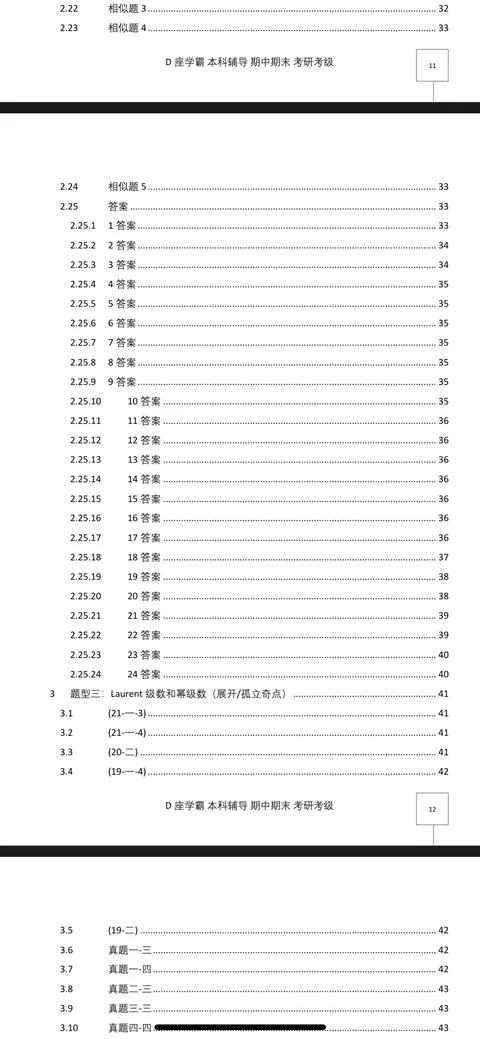 2.22 相似题 3 32
2.23 相似题 4 33
D 座学霸 本科辅导 期中期末 考研考级
11
2.24 相似题 5 33
2.25 答案 33
2.25.1 1 答案 33
2.25.2 2 答案 34
2.25.3 3 答案 34
2.25.4 4 答案 35
2.25.5 5 答案 35
2.25.6 6 答案 35
2.25.7 7 答案 35
2.25.8 8 答案 35
2.25.9 9 答案 35
2.25.10 10 答案 35
2.25.11 11 答案 36
2.25.12 12 答案 36
2.25.13 13 答案 36
2.25.14 14 答案 36
2.25.15 15 答案 36
2.25.16 16 答案 36
2.25.17 17 答案 36
2.25.18 18 答案 37
2.25.19 19 答案 38
2.25.20 20 答案 38
2.25.21 21 答案 39
2.25.22 22 答案 39
2.25.23 23 答案 40
2.25.24 24 答案 40
3 题型三：Laurent 级数和幂级数（展开/孤立奇点） 41
3.1 (21-一-3) 41
3.2 (21-一-4) 41
3.3 (20-二) 41
3.4 (19-一-4) 42
D 座学霸 本科辅导 期中期末 考研考级
12
3.5 (19-二) 42
3.6 真题一-三 42
3.7 真题一-四 42
3.8 真题二-三 43
3.9 真题三-三 43
3.10 真题四-四 43